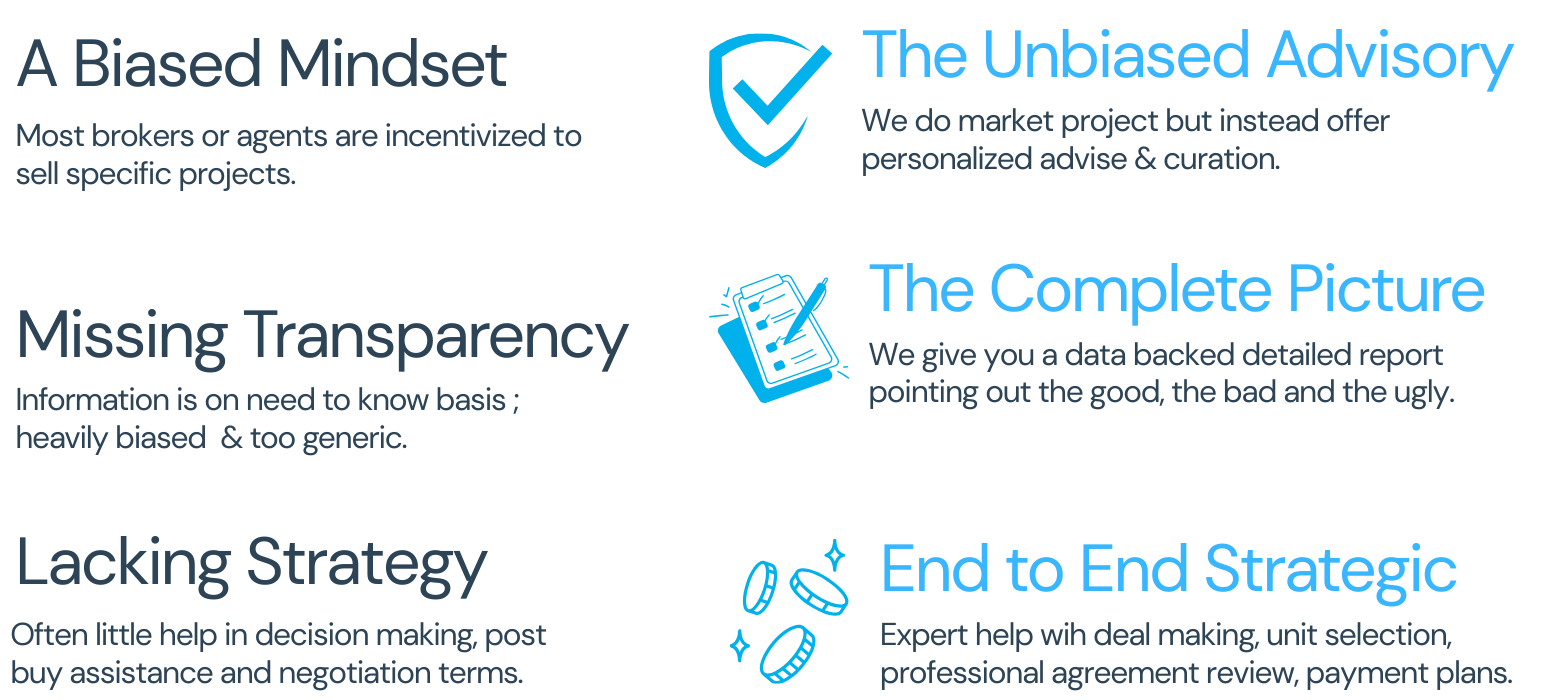 A Biased Mindset
Most brokers or agents are incentivized to
sell specific projects.
The Unbiased Advisory
We do market project but instead offer
personalized advise & curation.
Missing Transparency
Information is on need to know basis ;
heavily biased  & too generic.
The Complete Picture
We give you a data backed detailed report
pointing out the good, the bad and the ugly.
Lacking Strategy
Often little help in decision making, post
buy assistance and negotiation terms.
End to End Strategic
Expert help wih deal making, unit selection,
professional agreement review, payment plans.